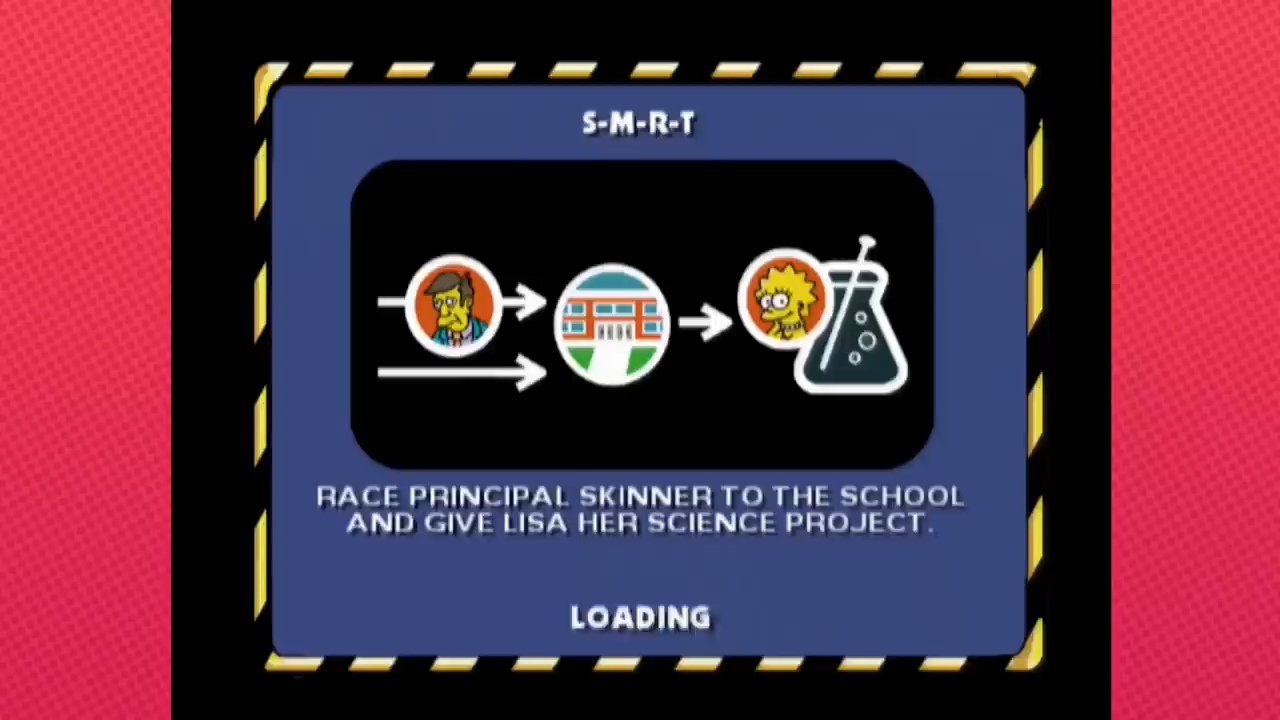 S-M-R-T
RACE PRINCIPAL SKINNER TO THE SCHOOL
AND GIVE LISA HER SCIENCE PROJECT.
LOADING